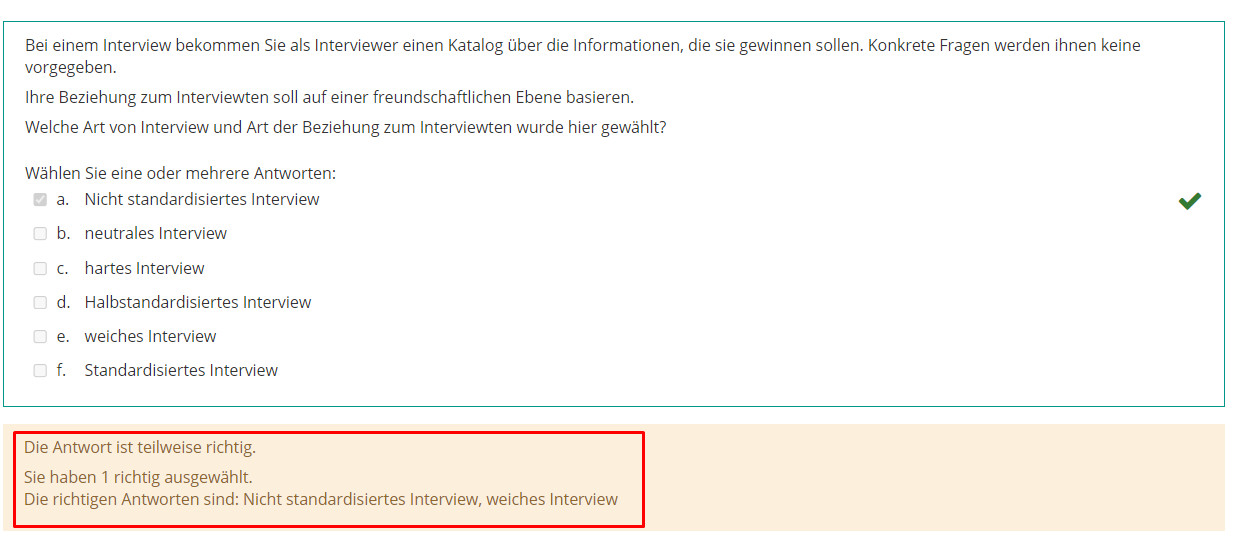 Bei einem Interview bekommen Sie als Interviewer einen Katalog über die Informationen, die sie gewinnen sollen. Konkrete Fragen werden ihnen keine
vorgegeben.
Ihre Beziehung zum Interviewten soll auf einer freundschaftlichen Ebene basieren.
Welche Art von Interview und Art der Beziehung zum Interviewten wurde hier gewählt?
Wählen Sie eine oder mehrere Antworten:
a. Nicht standardisiertes Interview
b. neutrales Interview
c. hartes Interview
d. Halbstandardisiertes Interview
e. weiches Interview
f. Standardisiertes Interview
Die Antwort ist teilweise richtig.
Sie haben 1 richtig ausgewählt.
Die richtigen Antworten sind: Nicht standardisiertes Interview, weiches Interview